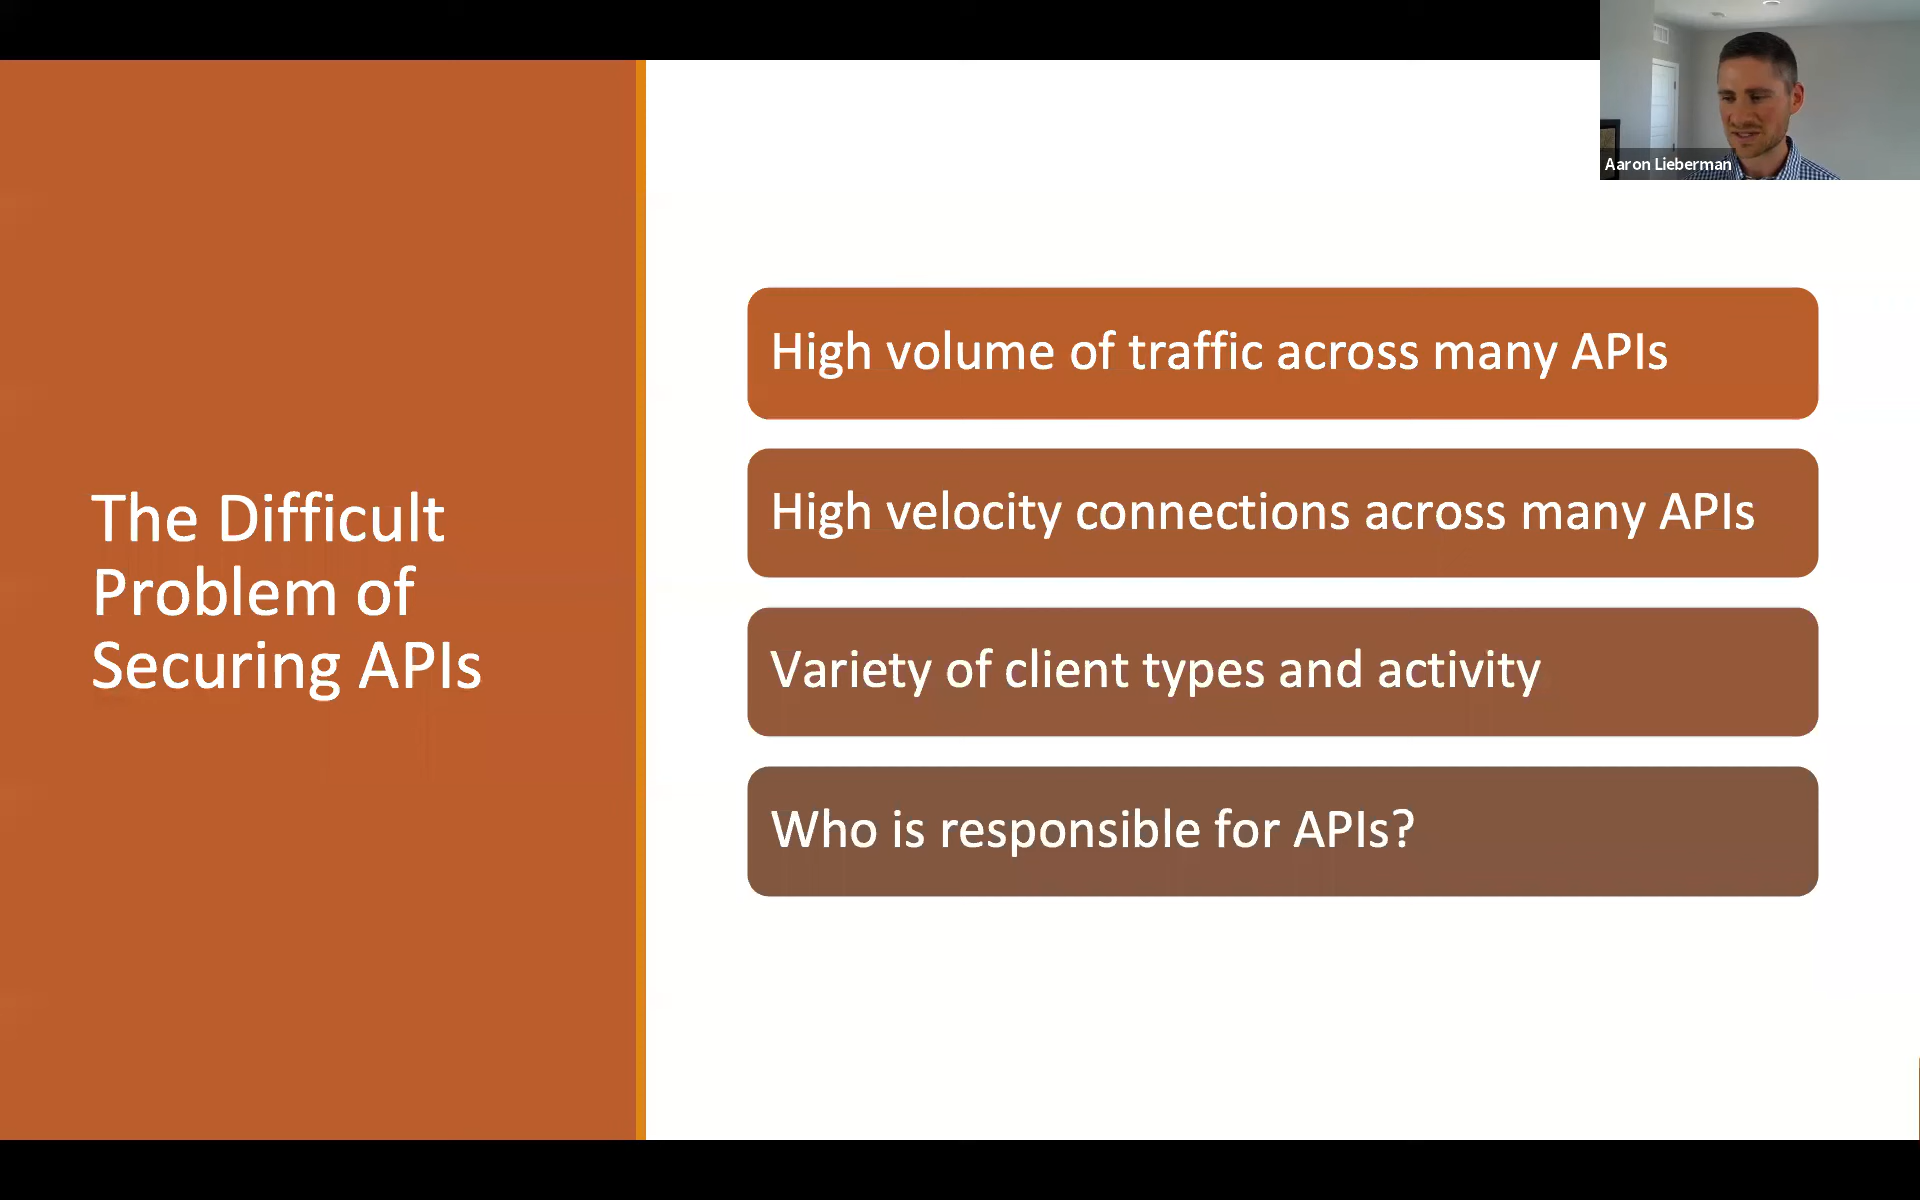 Aaron Lieberman
The Difficult
Problem of
Securing APIs
High volume of traffic across many APIs
High velocity connections across many APIs
Variety of client types and activity
Who is responsible for APIs?